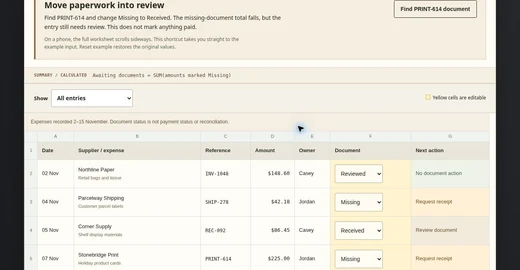 Move paperwork into review
Find PRINT-614 document
Find PRINT-614 and change Missing to Received. The missing-document total falls, but the
entry still needs review. This does not mark anything paid.
On a phone, the full worksheet scrolls sideways. This shortcut takes you straight to the
example input. Reset example restores the original values.
SUMMARY / CALCULATED Awaiting documents = SUM(amounts marked Missing)
Show All entries Yellow cells are editable
Expenses recorded 2–15 November. Document status is not payment status or reconciliation.
A B C D E F G
1 Date Supplier / expense Reference Amount Owner Document Next action
2 02 Nov Northline Paper INV-1048 $148.60 Casey Reviewed No document action
Retail bags and tissue
3 04 Nov Parcelway Shipping SHIP-278 $42.18 Jordan Missing Request receipt
Customer parcel labels
4 05 Nov Corner Supply REC-092 $86.45 Casey Received Review document
Shelf display materials
5 07 Nov Stonebridge Print PRINT-614 $225.00 Jordan Missing Request receipt
Holiday product cards